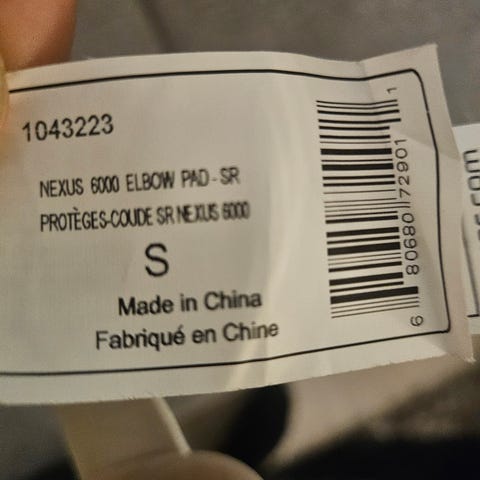 1043223
NEXUS 6000 ELBOW PAD - SR
PROTÈGES-COUDE SR NEXUS 6000
S
Made in China
Fabriqué en Chine
6 80680 72901 1